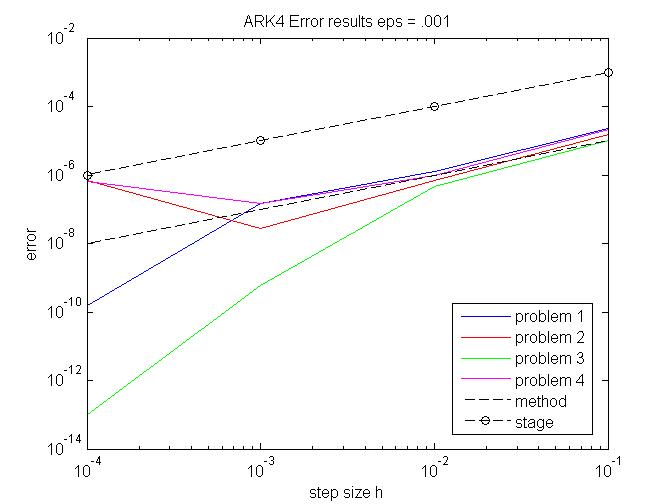 ARK4 Error results eps = .001
10^-2
10^-4
10^-6
10^-8
10^-10
10^-12
10^-14
error
problem 1
problem 2
problem 3
problem 4
method
stage
10^-4 10^-3 10^-2 10^-1
step size h